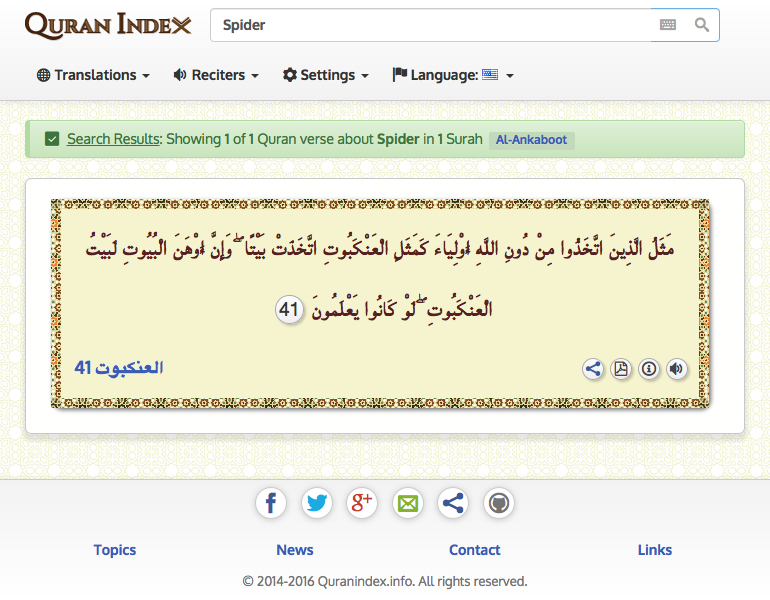 QURAN INDEX
Spider
Translations Reciters Settings Language:
Search Results: Showing 1 of 1 Quran verse about Spider in 1 Surah Al-Ankaboot
مَثَلُ الَّذِينَ اتَّخَذُوا مِنْ دُونِ اللَّهِ أَوْلِيَاءَ كَمَثَلِ الْعَنْكَبُوتِ اتَّخَذَتْ بَيْتًا ۖ وَإِنَّ أَوْهَنَ الْبُيُوتِ لَبَيْتُ
الْعَنْكَبُوتِ ۖ لَوْ كَانُوا يَعْلَمُونَ 41
العنكبوت 41
Topics News Contact Links
© 2014-2016 Quranindex.info. All rights reserved.